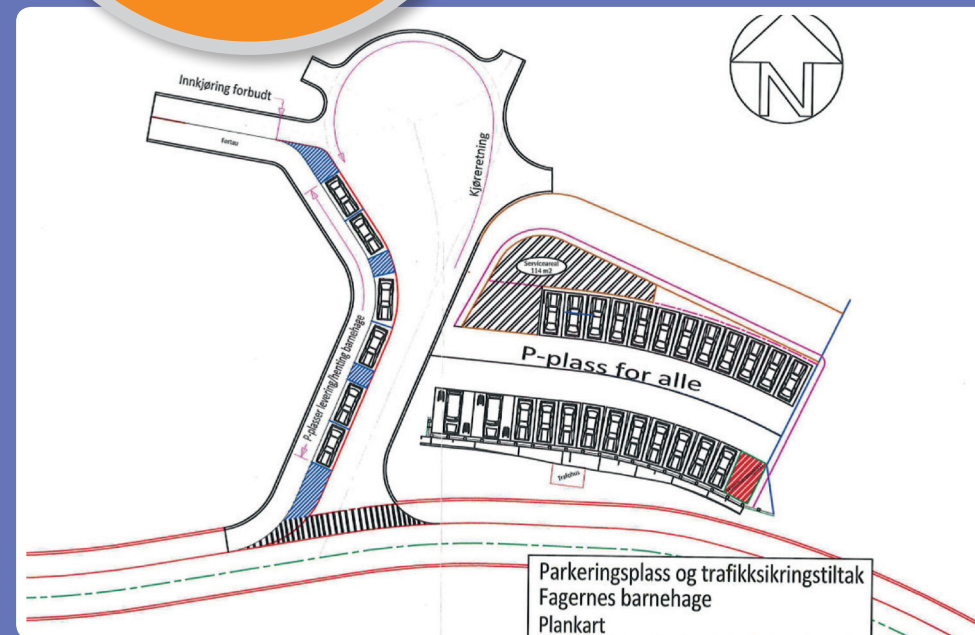 Innkjøring forbudt
Fortau
Kjøreretning
N
Serviceareal
114 m2
P-plasser levering/henting barnehage
P-plass for alle
Trafohus
Parkeringsplass og trafikksikringstiltak
Fagernes barnehage
Plankart